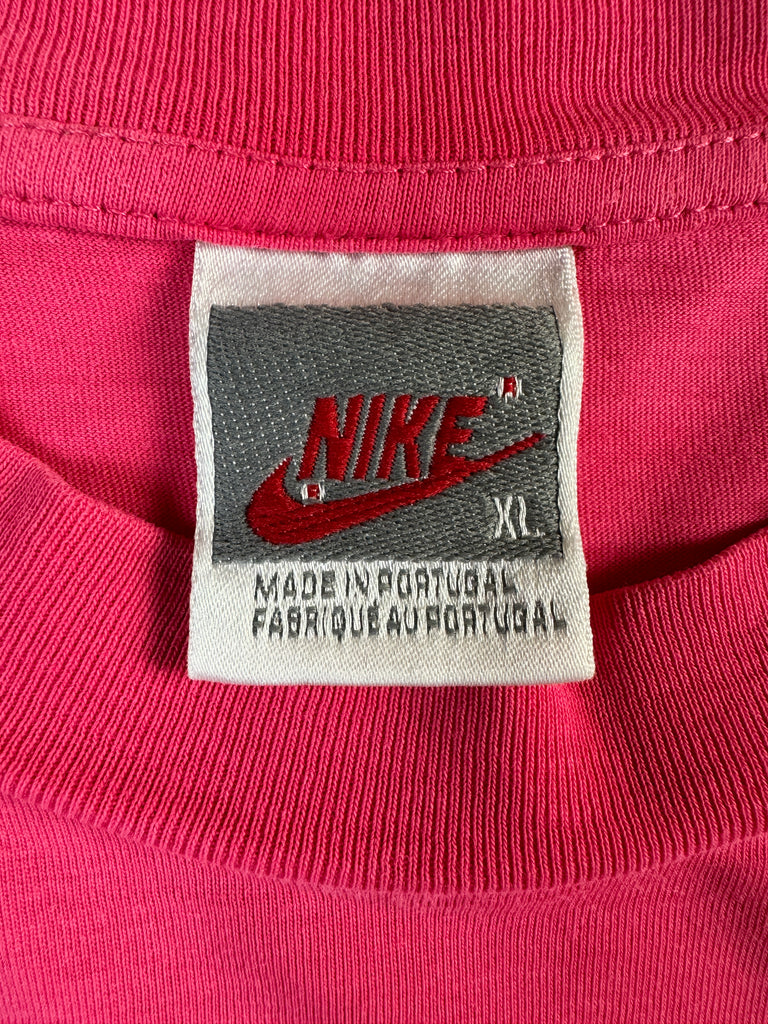 ®
NIKE
®
XL
MADE IN PORTUGAL
FABRIQUÉ AU PORTUGAL